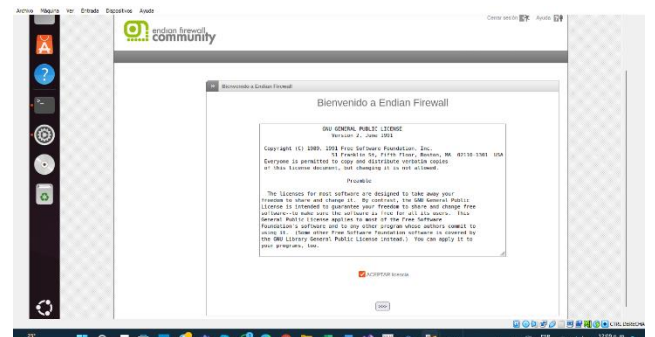 Archivo Máquina Ver Entrada Dispositivos Ayuda
Cerrar sesión Ayuda
endian firewall
community
Bienvenido a Endian Firewall
Bienvenido a Endian Firewall
GNU GENERAL PUBLIC LICENSE
Version 2, June 1991
Copyright (C) 1989, 1991 Free Software Foundation, Inc.
51 Franklin St, Fifth Floor, Boston, MA 02110-1301 USA
Everyone is permitted to copy and distribute verbatim copies
of this license document, but changing it is not allowed.
Preamble
The licenses for most software are designed to take away your
freedom to share and change it. By contrast, the GNU General Public
License is intended to guarantee your freedom to share and change free
software--to make sure the software is free for all its users. This
General Public License applies to most of the Free Software
Foundation's software and to any other program whose authors commit to
using it. (Some other Free Software Foundation software is covered by
the GNU Library General Public License instead.) You can apply it to
your programs, too.
ACEPTAR licencia
>>>
CTRL DERECHA